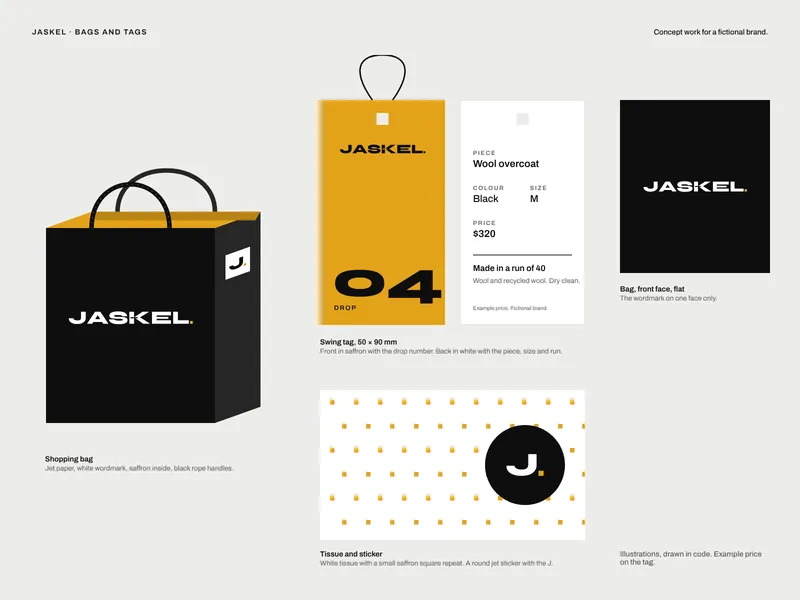 JASKEL · BAGS AND TAGS
Concept work for a fictional brand.
JASKEL.
J.
Shopping bag
Jet paper, white wordmark, saffron inside, black rope handles.
JASKEL.
04
DROP
PIECE
Wool overcoat
COLOUR SIZE
Black M
PRICE
$320
Made in a run of 40
Wool and recycled wool. Dry clean.
Example price. Fictional brand
Swing tag, 50 × 90 mm
Front in saffron with the drop number. Back in white with the piece, size and run.
JASKEL.
Bag, front face, flat
The wordmark on one face only.
J.
Tissue and sticker
White tissue with a small saffron square repeat. A round jet sticker with the J.
Illustrations, drawn in code. Example price
on the tag.